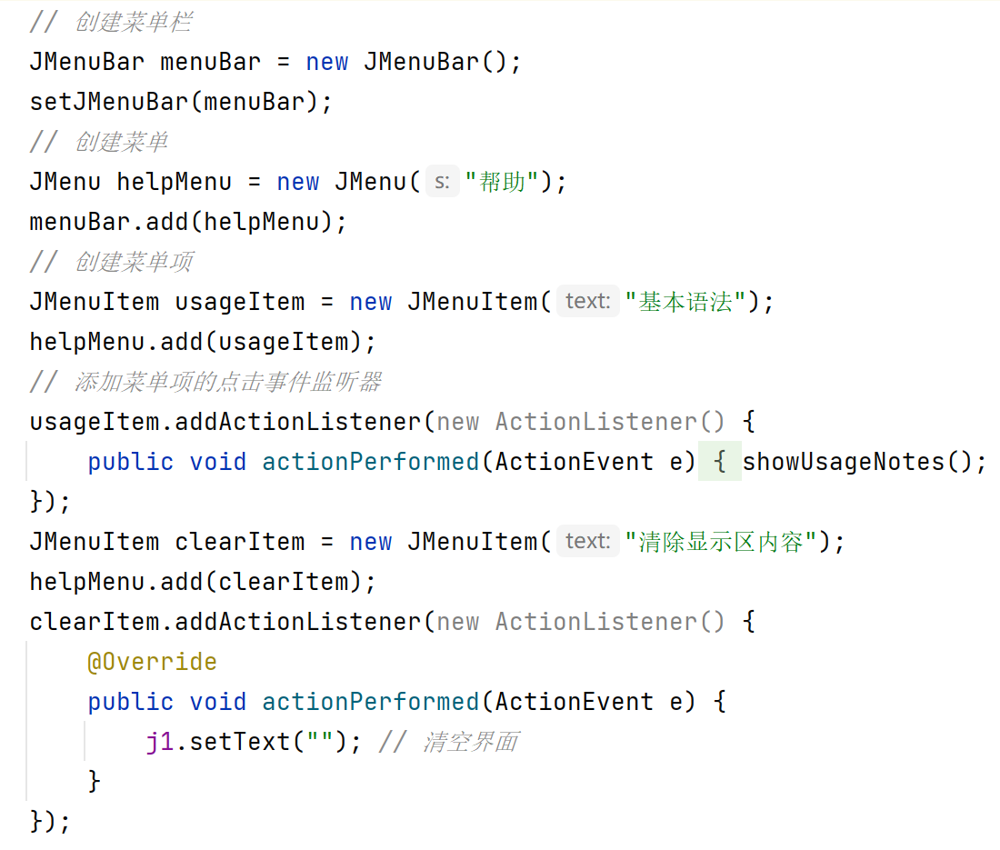 // 创建菜单栏
JMenuBar menuBar = new JMenuBar();
setJMenuBar(menuBar);
// 创建菜单
JMenu helpMenu = new JMenu( s: "帮助");
menuBar.add(helpMenu);
// 创建菜单项
JMenuItem usageItem = new JMenuItem( text: "基本语法");
helpMenu.add(usageItem);
// 添加菜单项的点击事件监听器
usageItem.addActionListener(new ActionListener() {
    public void actionPerformed(ActionEvent e) { showUsageNotes();
});
JMenuItem clearItem = new JMenuItem( text: "清除显示区内容");
helpMenu.add(clearItem);
clearItem.addActionListener(new ActionListener() {
    @Override
    public void actionPerformed(ActionEvent e) {
        j1.setText(""); // 清空界面
    }
});